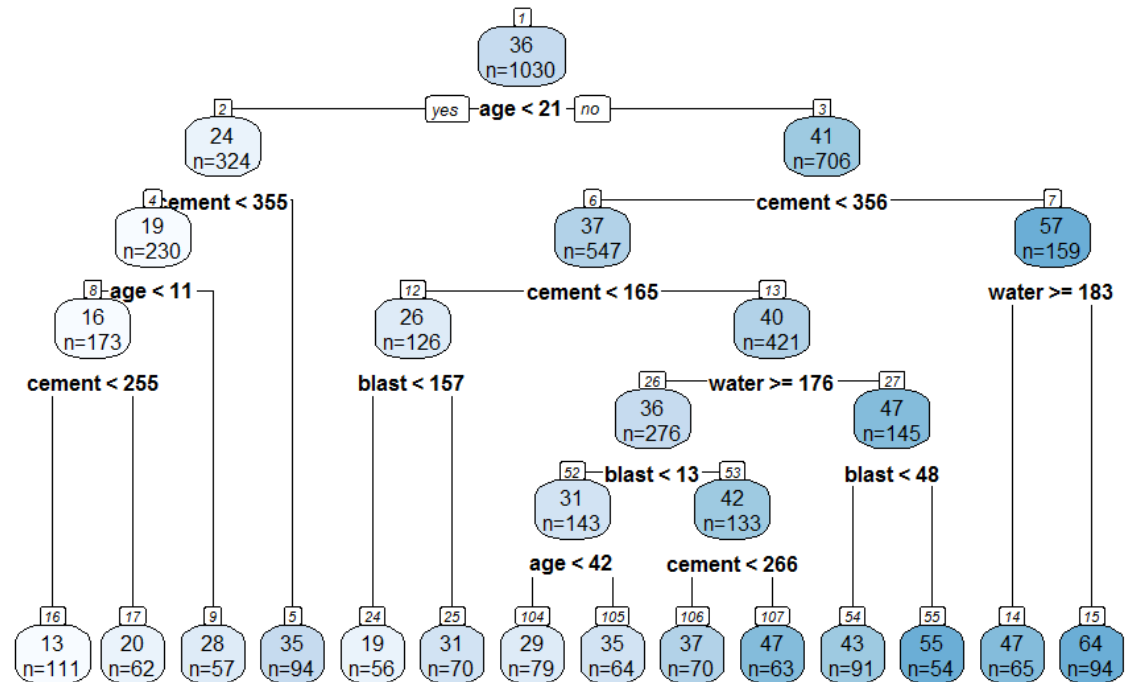 1
36
n=1030
yes age < 21 no
2 3
24 41
n=324 n=706
4 cement < 355 6 cement < 356 7
19 37 57
n=230 n=547 n=159
8 age < 11 12 cement < 165 13 water >= 183
16 26 40
n=173 n=126 n=421
cement < 255 blast < 157 26 water >= 176 27
36 47
n=276 n=145
52 blast < 13 53 blast < 48
31 42
n=143 n=133
age < 42 cement < 266
16 17 9 5 24 25 104 105 106 107 54 55 14 15
13 20 28 35 19 31 29 35 37 47 43 55 47 64
n=111 n=62 n=57 n=94 n=56 n=70 n=79 n=64 n=70 n=63 n=91 n=54 n=65 n=94